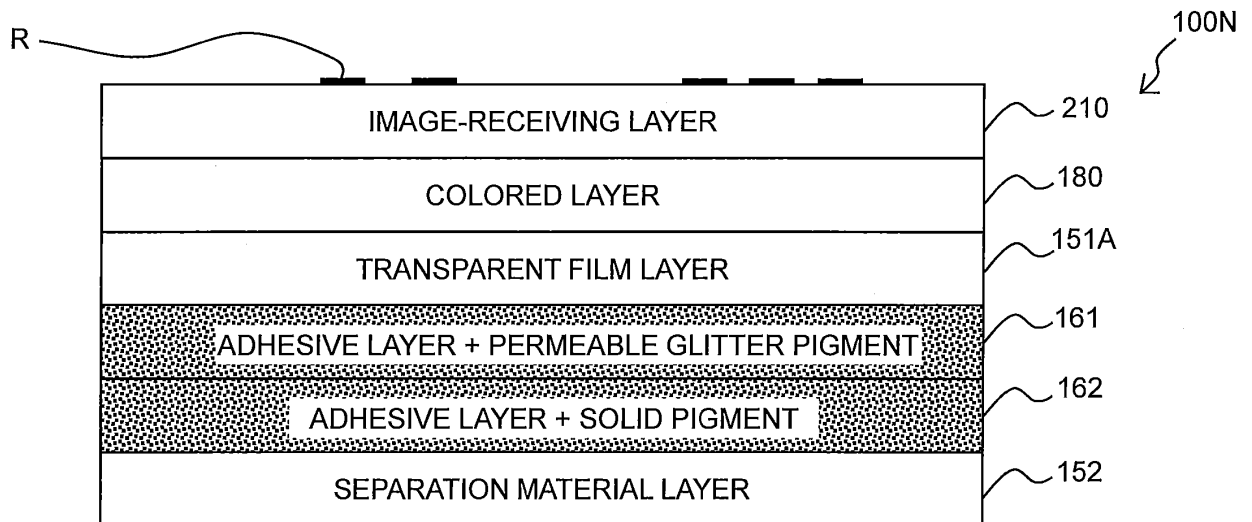 100N
R
IMAGE-RECEIVING LAYER
210
COLORED LAYER
180
TRANSPARENT FILM LAYER
151A
ADHESIVE LAYER + PERMEABLE GLITTER PIGMENT
161
ADHESIVE LAYER + SOLID PIGMENT
162
SEPARATION MATERIAL LAYER
152